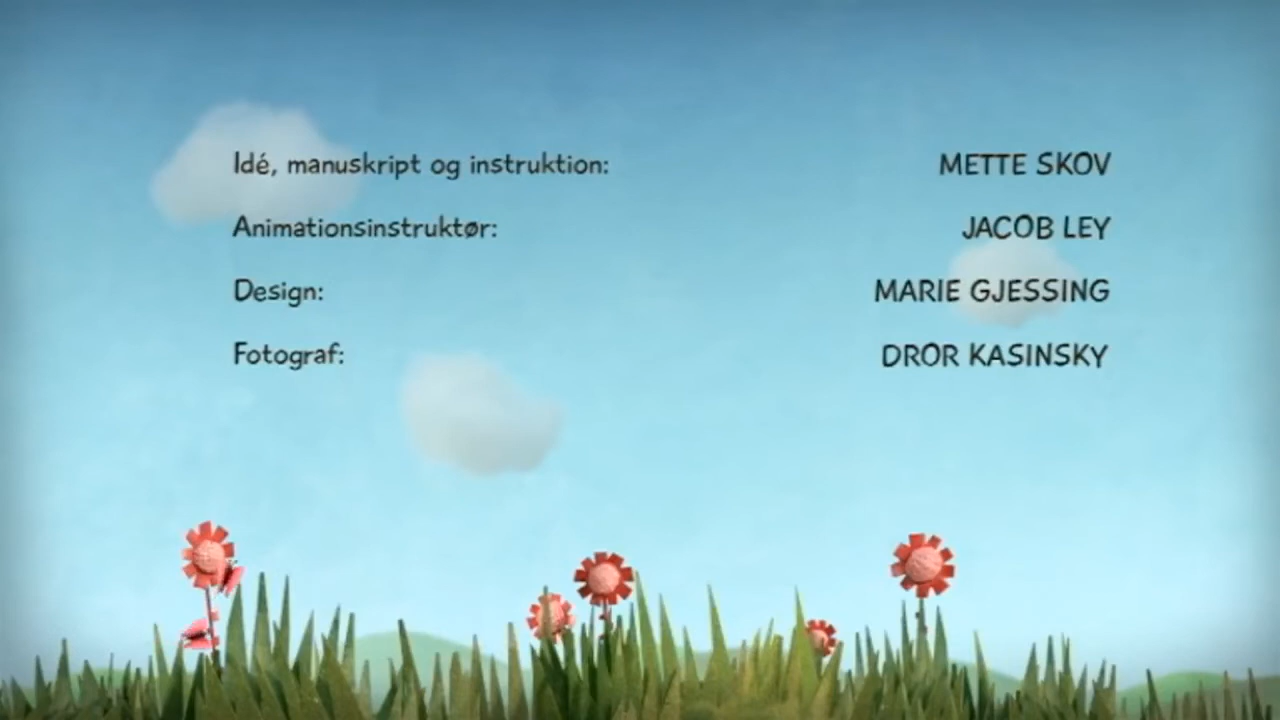 Idé, manuskript og instruktion: METTE SKOV
Animationsinstruktør: JACOB LEY
Design: MARIE GJESSING
Fotograf: DROR KASINSKY